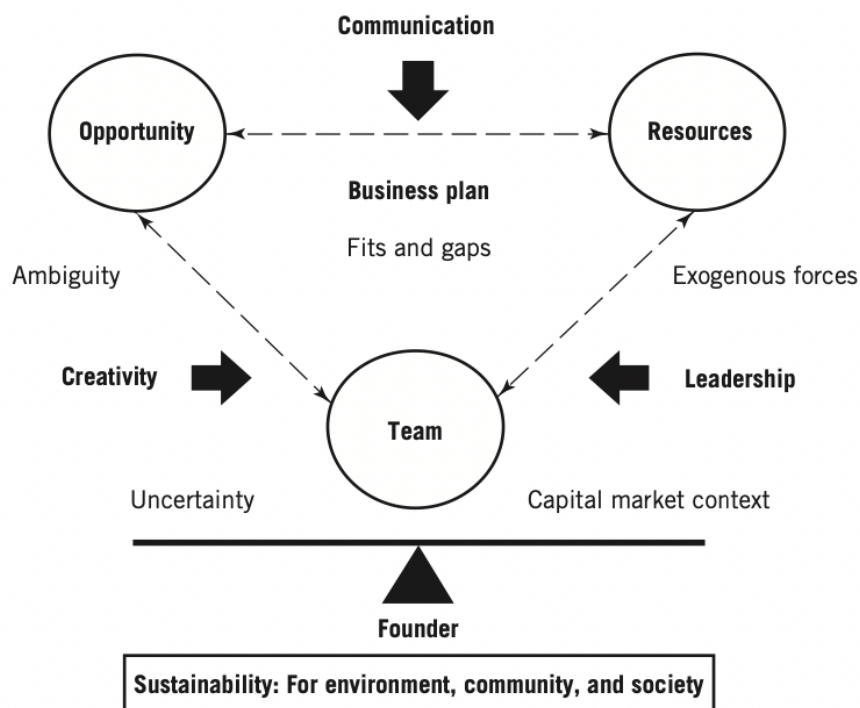 Communication
Opportunity
Resources
Business plan
Fits and gaps
Ambiguity
Exogenous forces
Creativity
Leadership
Team
Uncertainty
Capital market context
Founder
Sustainability: For environment, community, and society